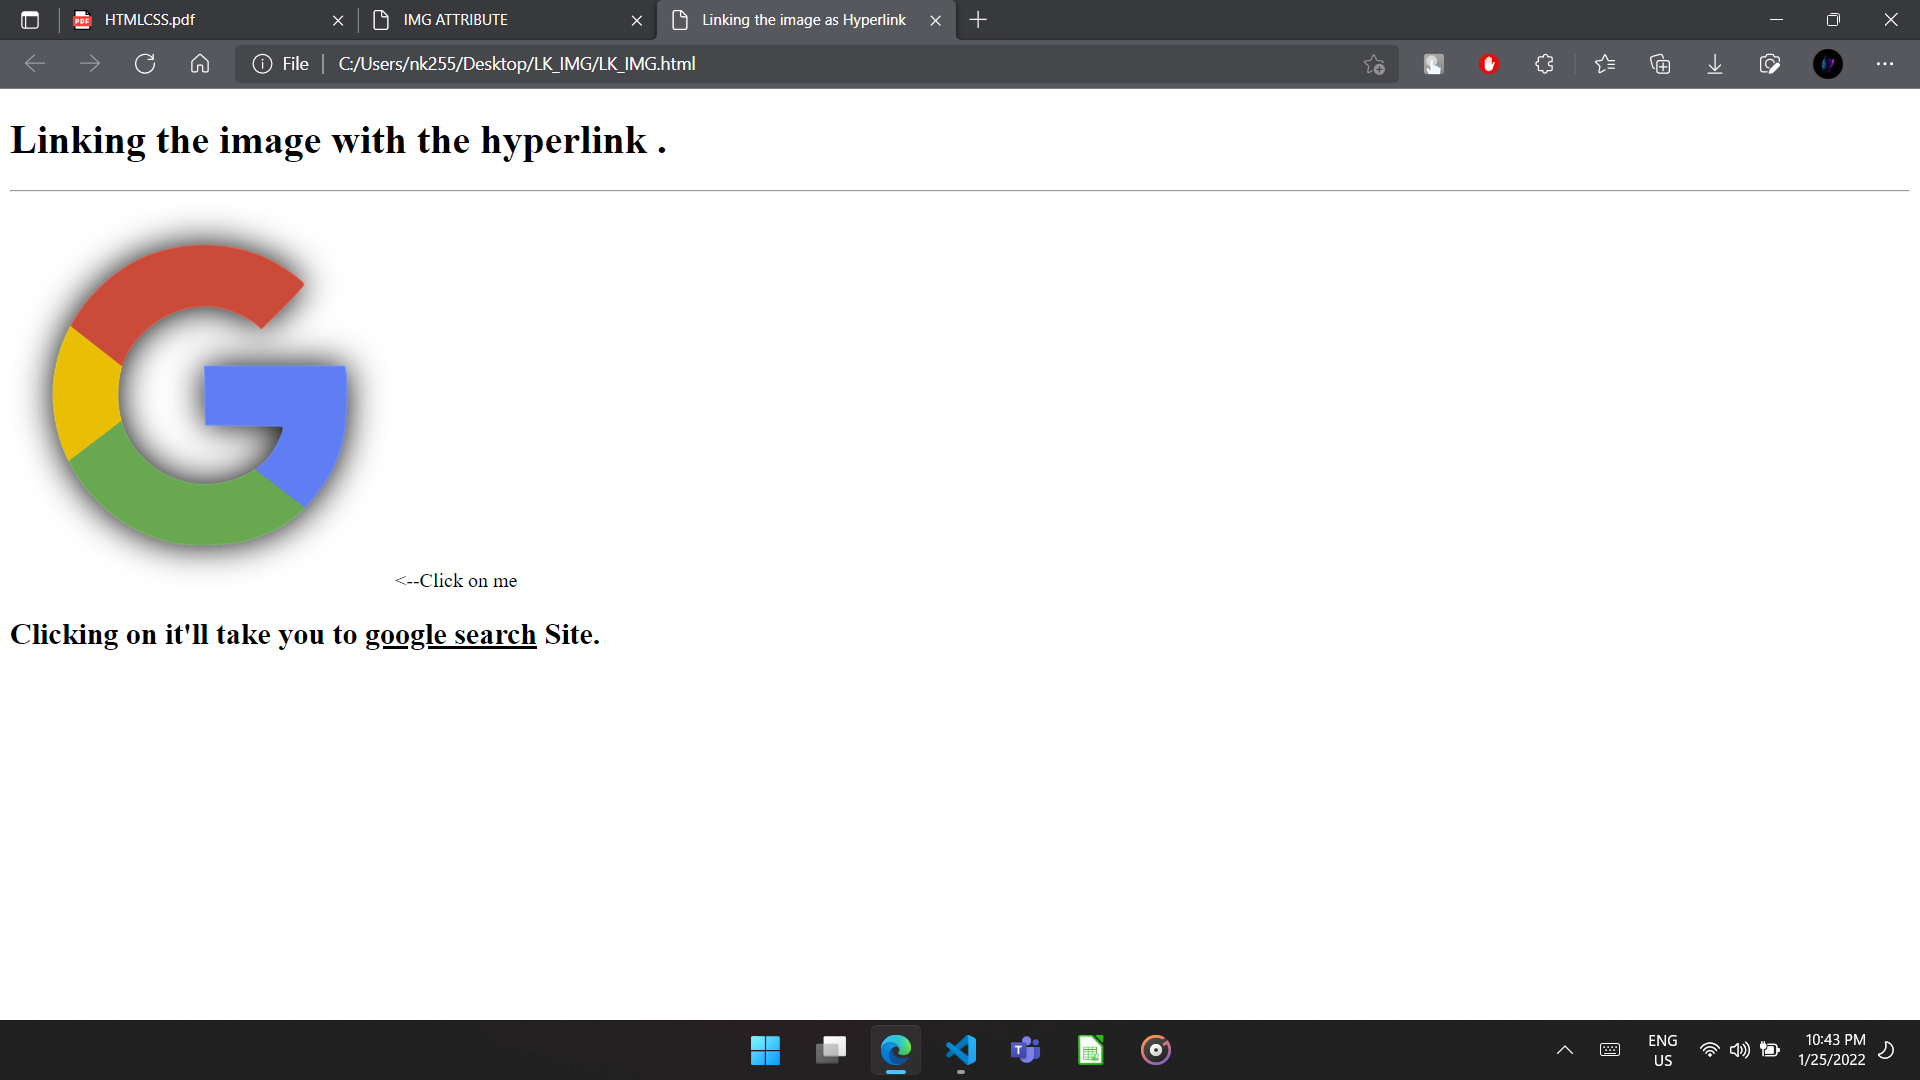 HTMLCSS.pdf
IMG ATTRIBUTE
Linking the image as Hyperlink
File
C:/Users/nk255/Desktop/LK_IMG/LK_IMG.html
Linking the image with the hyperlink .
G
<--Click on me
Clicking on it'll take you to google search Site.
ENG
US
10:43 PM
1/25/2022